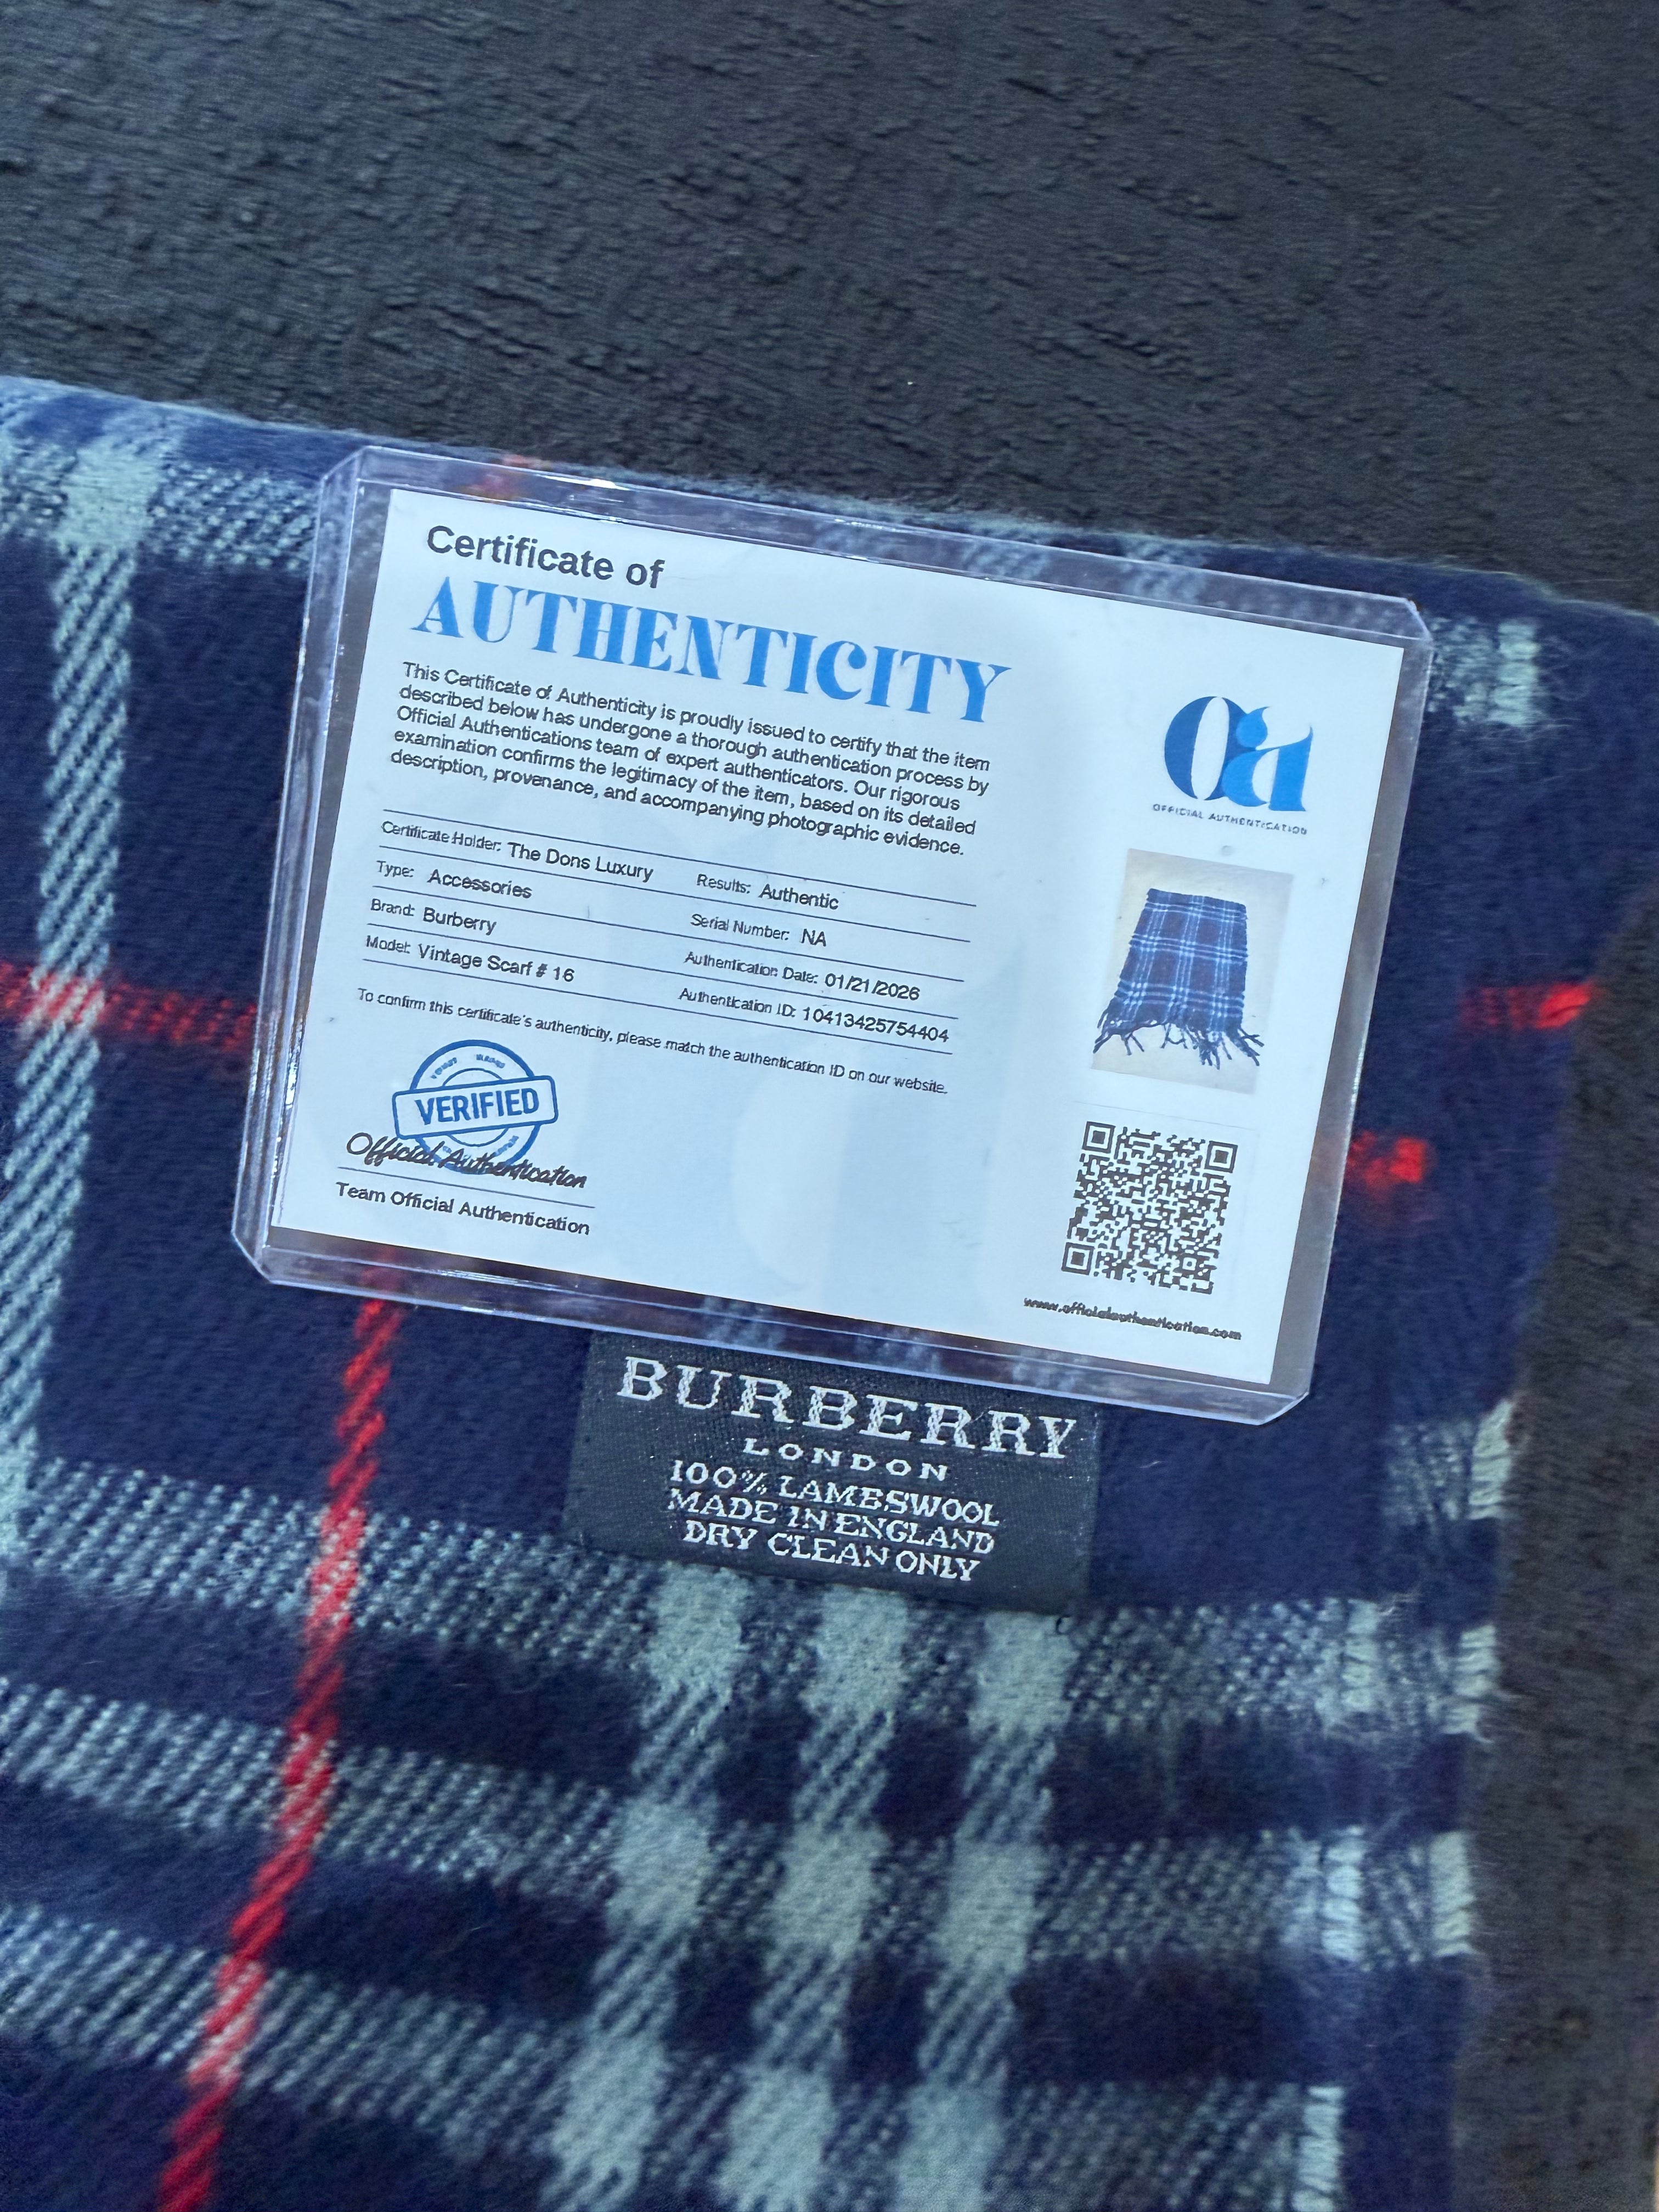 Certificate of
AUTHENTICITY
This Certificate of Authenticity is proudly issued to certify that the item
described below has undergone a thorough authentication process by
Official Authentications team of expert authenticators. Our rigorous
examination confirms the legitimacy of the item, based on its detailed
description, provenance, and accompanying photographic evidence.
Certificate Holder: The Dons Luxury Results: Authentic
Type: Accessories Serial Number: NA
Brand: Burberry Authentication Date: 01/21/2026
Model: Vintage Scarf # 16 Authentication ID: 10413425754404
To confirm this certificate's authenticity, please match the authentication ID on our website.
VERIFIED
Official Authentication
Team Official Authentication
Oa
OFFICIAL AUTHENTICATION
www.officialauthentication.com
BURBERRY
LONDON
100% LAMBSWOOL
MADE IN ENGLAND
DRY CLEAN ONLY